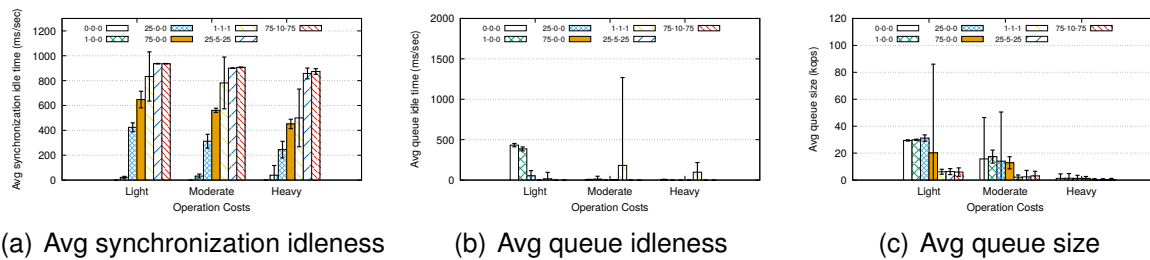 Avg synchronization idle time (ms/sec)
1200
1000
800
600
400
200
0
0-0-0
25-0-0
1-1-1
75-10-75
1-0-0
75-0-0
25-5-25
Light
Moderate
Heavy
Operation Costs
(a) Avg synchronization idleness
Avg queue idle time (ms/sec)
2000
1500
1000
500
0
0-0-0
25-0-0
1-1-1
75-10-75
1-0-0
75-0-0
25-5-25
Light
Moderate
Heavy
Operation Costs
(b) Avg queue idleness
Avg queue size (kops)
120
100
80
60
40
20
0
0-0-0
25-0-0
1-1-1
75-10-75
1-0-0
75-0-0
25-5-25
Light
Moderate
Heavy
Operation Costs
(c) Avg queue size